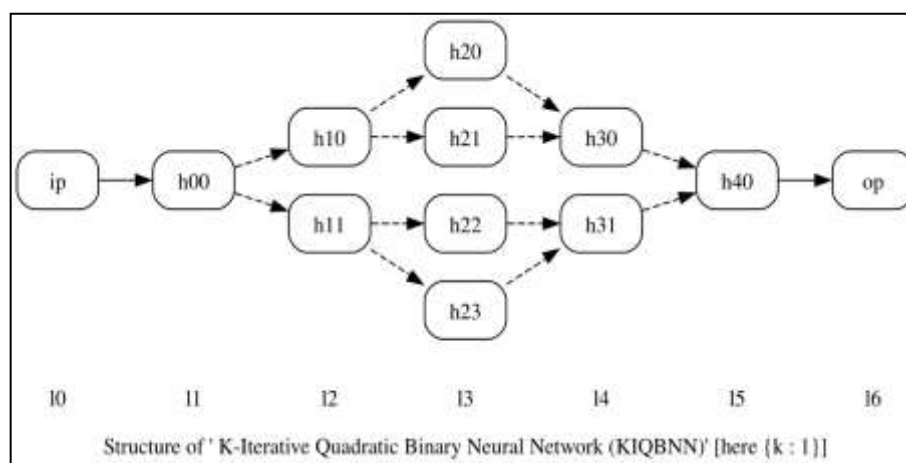 h20
h10 h21 h30
ip h00 h40 op
h11 h22 h31
h23
l0 l1 l2 l3 l4 l5 l6
Structure of ' K-Iterative Quadratic Binary Neural Network (KIQBNN)' [here {k : 1}]